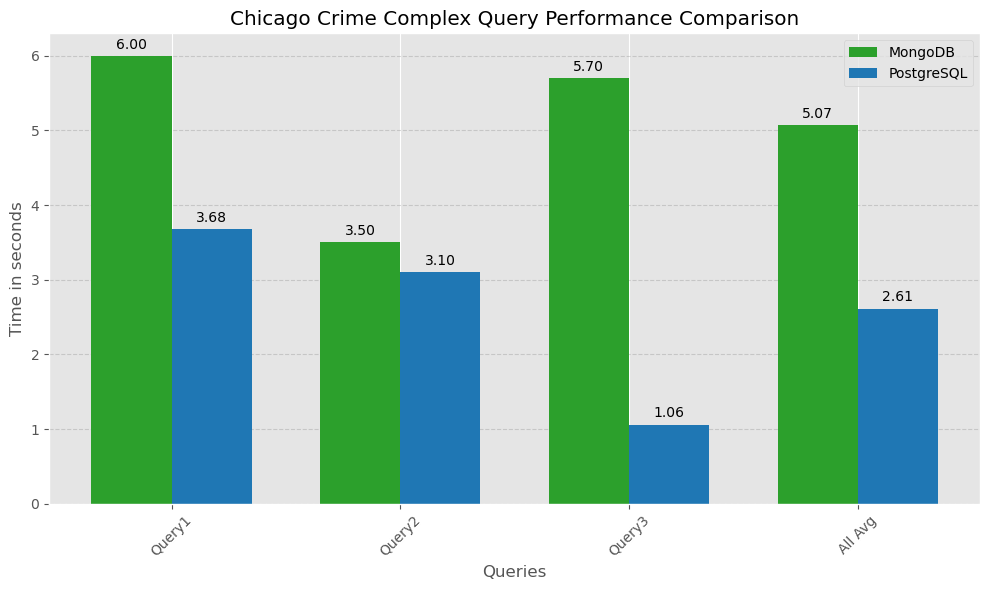 Chicago Crime Complex Query Performance Comparison
MongoDB
PostgreSQL
Time in seconds
6
5
4
3
2
1
0
6.00
3.68
3.50
3.10
5.70
1.06
5.07
2.61
Query1
Query2
Query3
All Avg
Queries